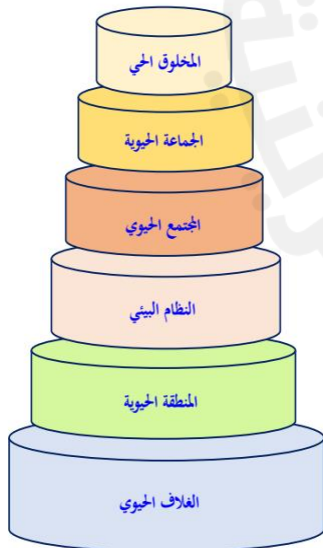 المخلوق الحي
الجماعة الحيوية
المجتمع الحيوي
النظام البيئي
المنطقة الحيوية
الغلاف الحيوي